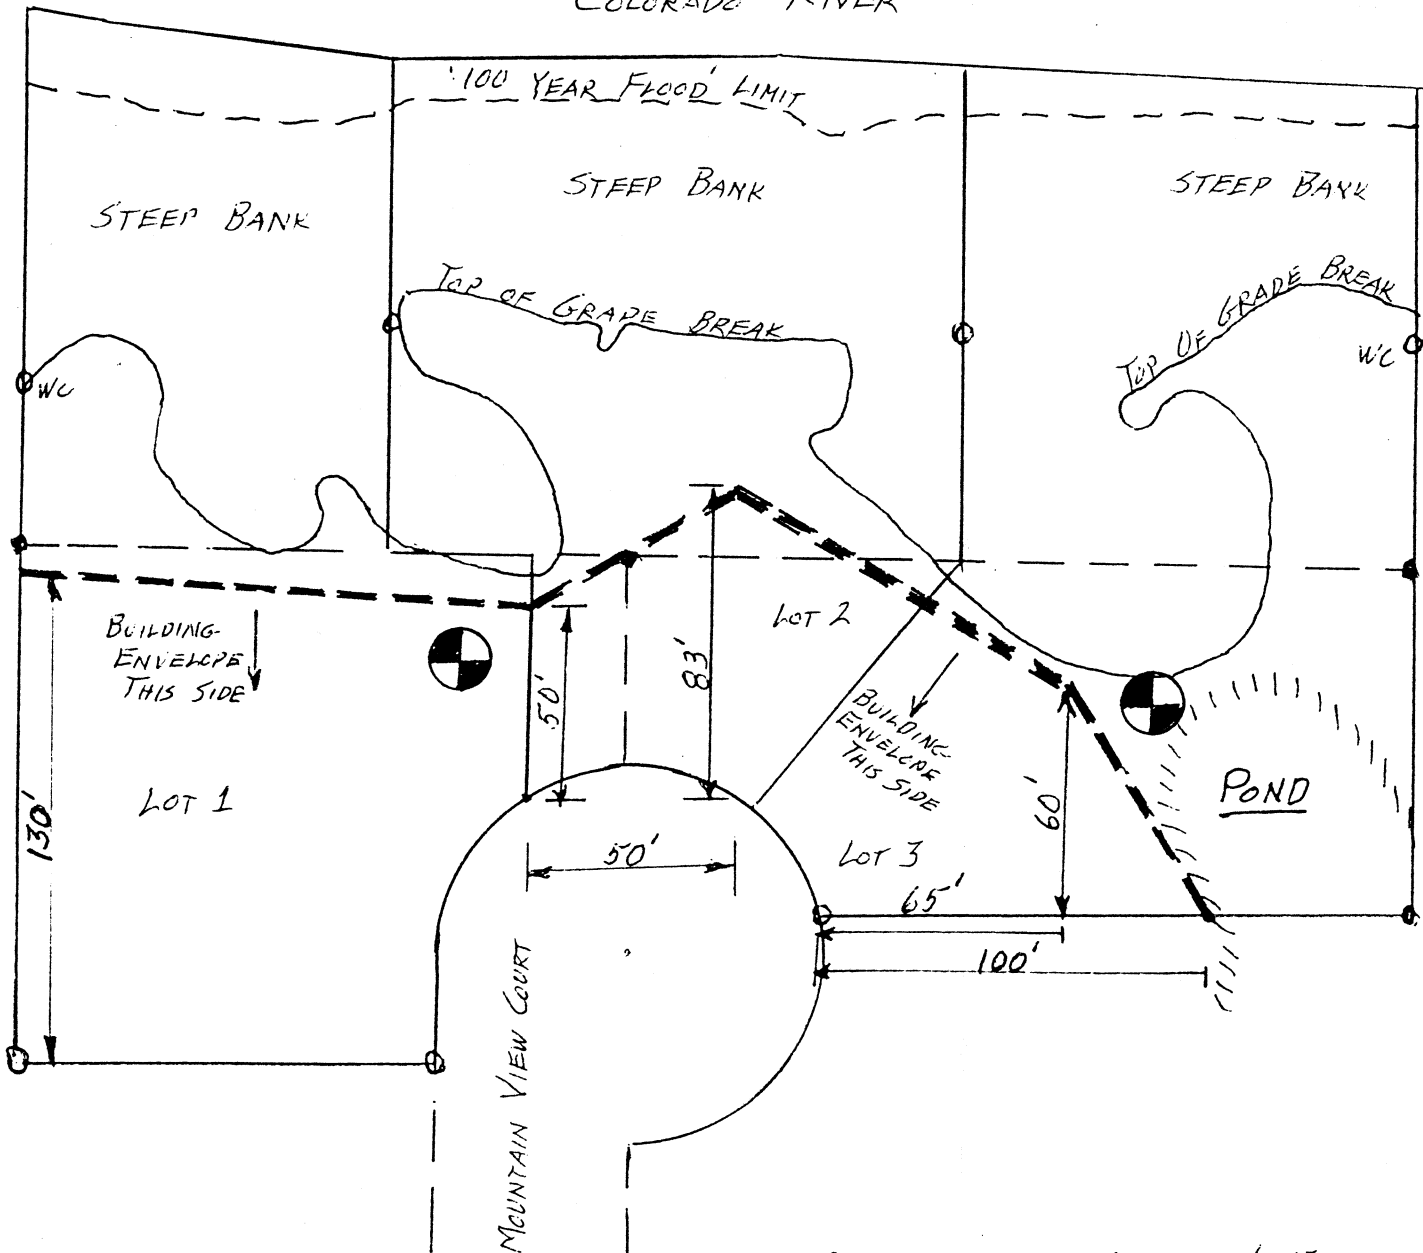 COLORADO RIVER
'100 YEAR FLOOD' LIMIT
STEEP BANK
STEEP BANK
STEEP BANK
TOP OF GRADE BREAK
TOP OF GRADE BREAK
WC
WC
BUILDING
ENVELOPE
THIS SIDE
LOT 2
83'
50'
BUILDING
ENVELOPE
THIS SIDE
POND
LOT 1
130'
60'
50'
LOT 3
65'
100'
MOUNTAIN VIEW COURT